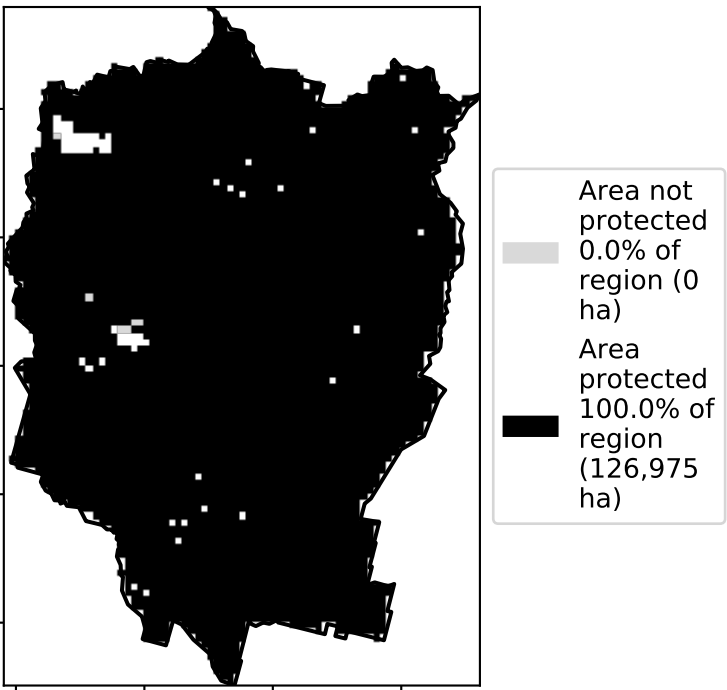 Area not
protected
0.0% of
region (0
ha)
Area
protected
100.0% of
region
(126,975
ha)